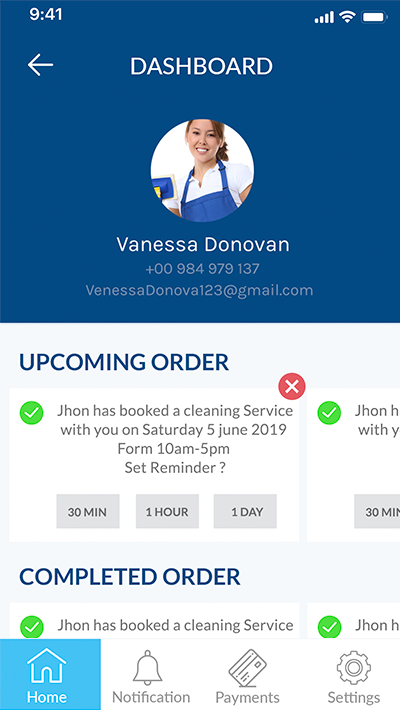 9:41
DASHBOARD
Vanessa Donovan
+00 984 979 137
VenessaDonova123@gmail.com
UPCOMING ORDER
Jhon has booked a cleaning Service
with you on Saturday 5 june 2019
Form 10am-5pm
Set Reminder ?
30 MIN 1 HOUR 1 DAY
Jhon h
with y
30 MIN
COMPLETED ORDER
Jhon has booked a cleaning Service
Jhon h
Home Notification Payments Settings